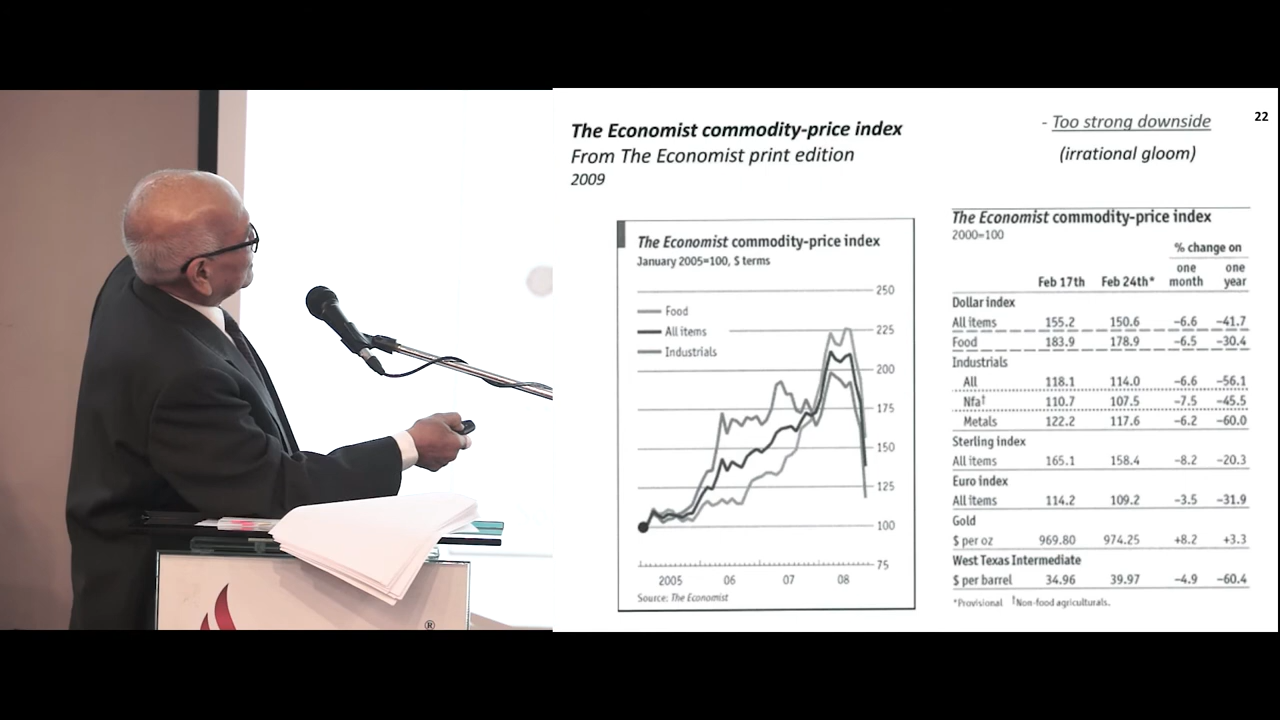 The Economist commodity-price index
From The Economist print edition
2009
- Too strong downside
(irrational gloom)
22
The Economist commodity-price index
January 2005=100, $ terms
250
Food
225
All items
Industrials
200
175
150
125
100
75
2005 06 07 08
Source: The Economist
The Economist commodity-price index
2000=100
% change on
one one
Feb 17th Feb 24th* month year
Dollar index
All items 155.2 150.6 –6.6 –41.7
Food 183.9 178.9 –6.5 –30.4
Industrials
All 118.1 114.0 –6.6 –56.1
Nfa† 110.7 107.5 –7.5 –45.5
Metals 122.2 117.6 –6.2 –60.0
Sterling index
All items 165.1 158.4 –8.2 –20.3
Euro index
All items 114.2 109.2 –3.5 –31.9
Gold
$ per oz 969.80 974.25 +8.2 +3.3
West Texas Intermediate
$ per barrel 34.96 39.97 –4.9 –60.4
*Provisional †Non-food agriculturals.
®